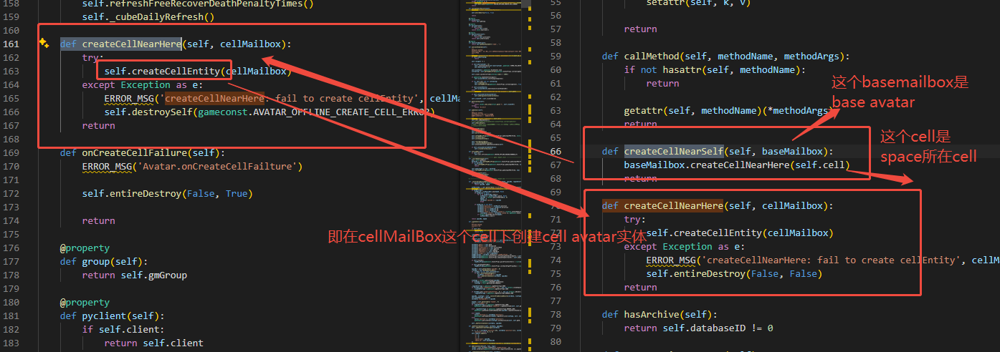 158 self.refreshFreeRecoverDeathPenaltyTimes()
159 self._cubeDailyRefresh()
160
161 def createCellNearHere(self, cellMailbox):
162 try:
163 self.createCellEntity(cellMailbox)
164 except Exception as e:
165 ERROR_MSG('createCellNearHere: fail to create cellEntity', cellMa
166 self.destroySelf(gameconst.AVATAR_OFFLINE_CREATE_CELL_ERROR)
167 return
168
169 def onCreateCellFailure(self):
170 ERROR_MSG('Avatar.onCreateCellFailture')
171
172 self.entireDestroy(False, True)
173
174 return
175
176 @property
177 def group(self):
178 return self.gmGroup
179
180 @property
181 def pyclient(self):
182 if self.client:
183 return self.client
55 setattr(self, k, v)
56
57 return
58
59 def callMethod(self, methodName, methodArgs):
60 if not hasattr(self, methodName):
61 return
62
63 getattr(self, methodName)(*methodArgs)
64 return
65
66 def createCellNearSelf(self, baseMailbox):
67 baseMailbox.createCellNearHere(self.cell)
68 return
69
70 def createCellNearHere(self, cellMailbox):
71 try:
72 self.createCellEntity(cellMailbox)
73 except Exception as e:
74 ERROR_MSG('createCellNearHere: fail to create cellEntity', cellM
75 self.entireDestroy(False, False)
76 return
77
78 def hasArchive(self):
79 return self.databaseID != 0
80
这个basemailbox是
base avatar
这个cell是
space所在cell
即在cellMailBox这个cell下创建cell avatar实体